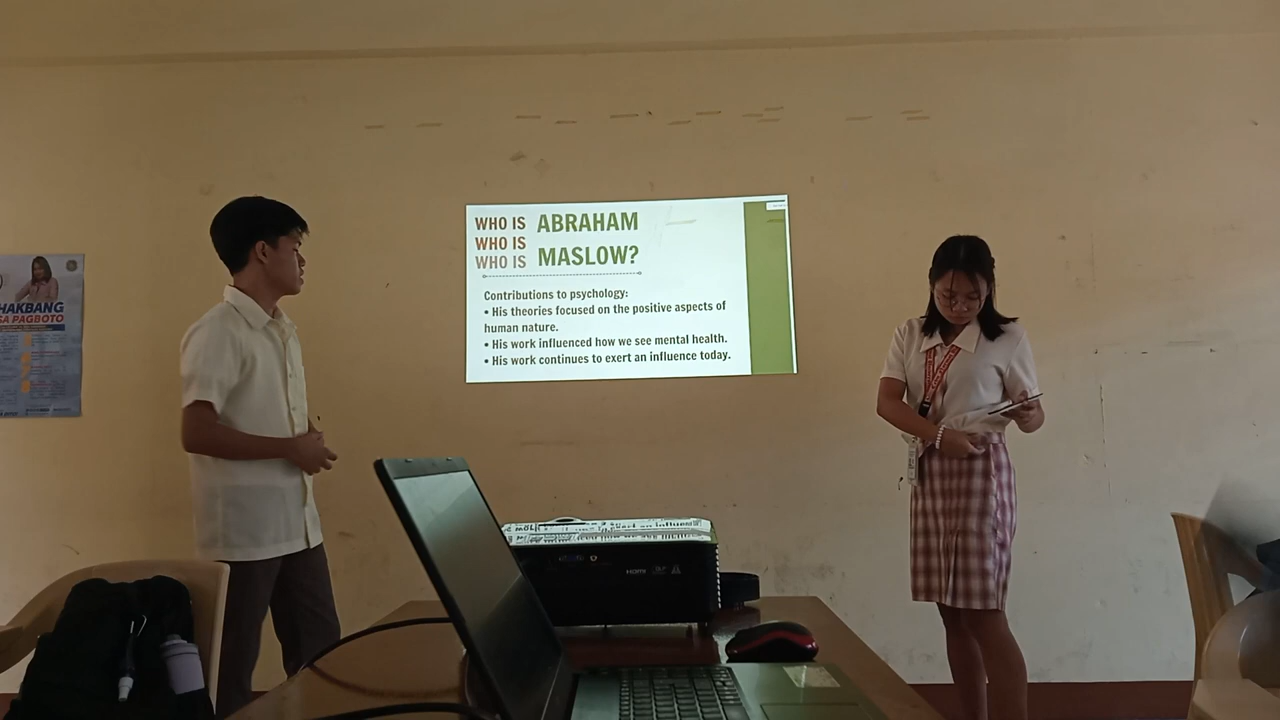 WHO IS ABRAHAM
WHO IS
WHO IS MASLOW?
Contributions to psychology:
• His theories focused on the positive aspects of
human nature.
• His work influenced how we see mental health.
• His work continues to exert an influence today.
HAKBANG
SA PAGBOTO
HDMI